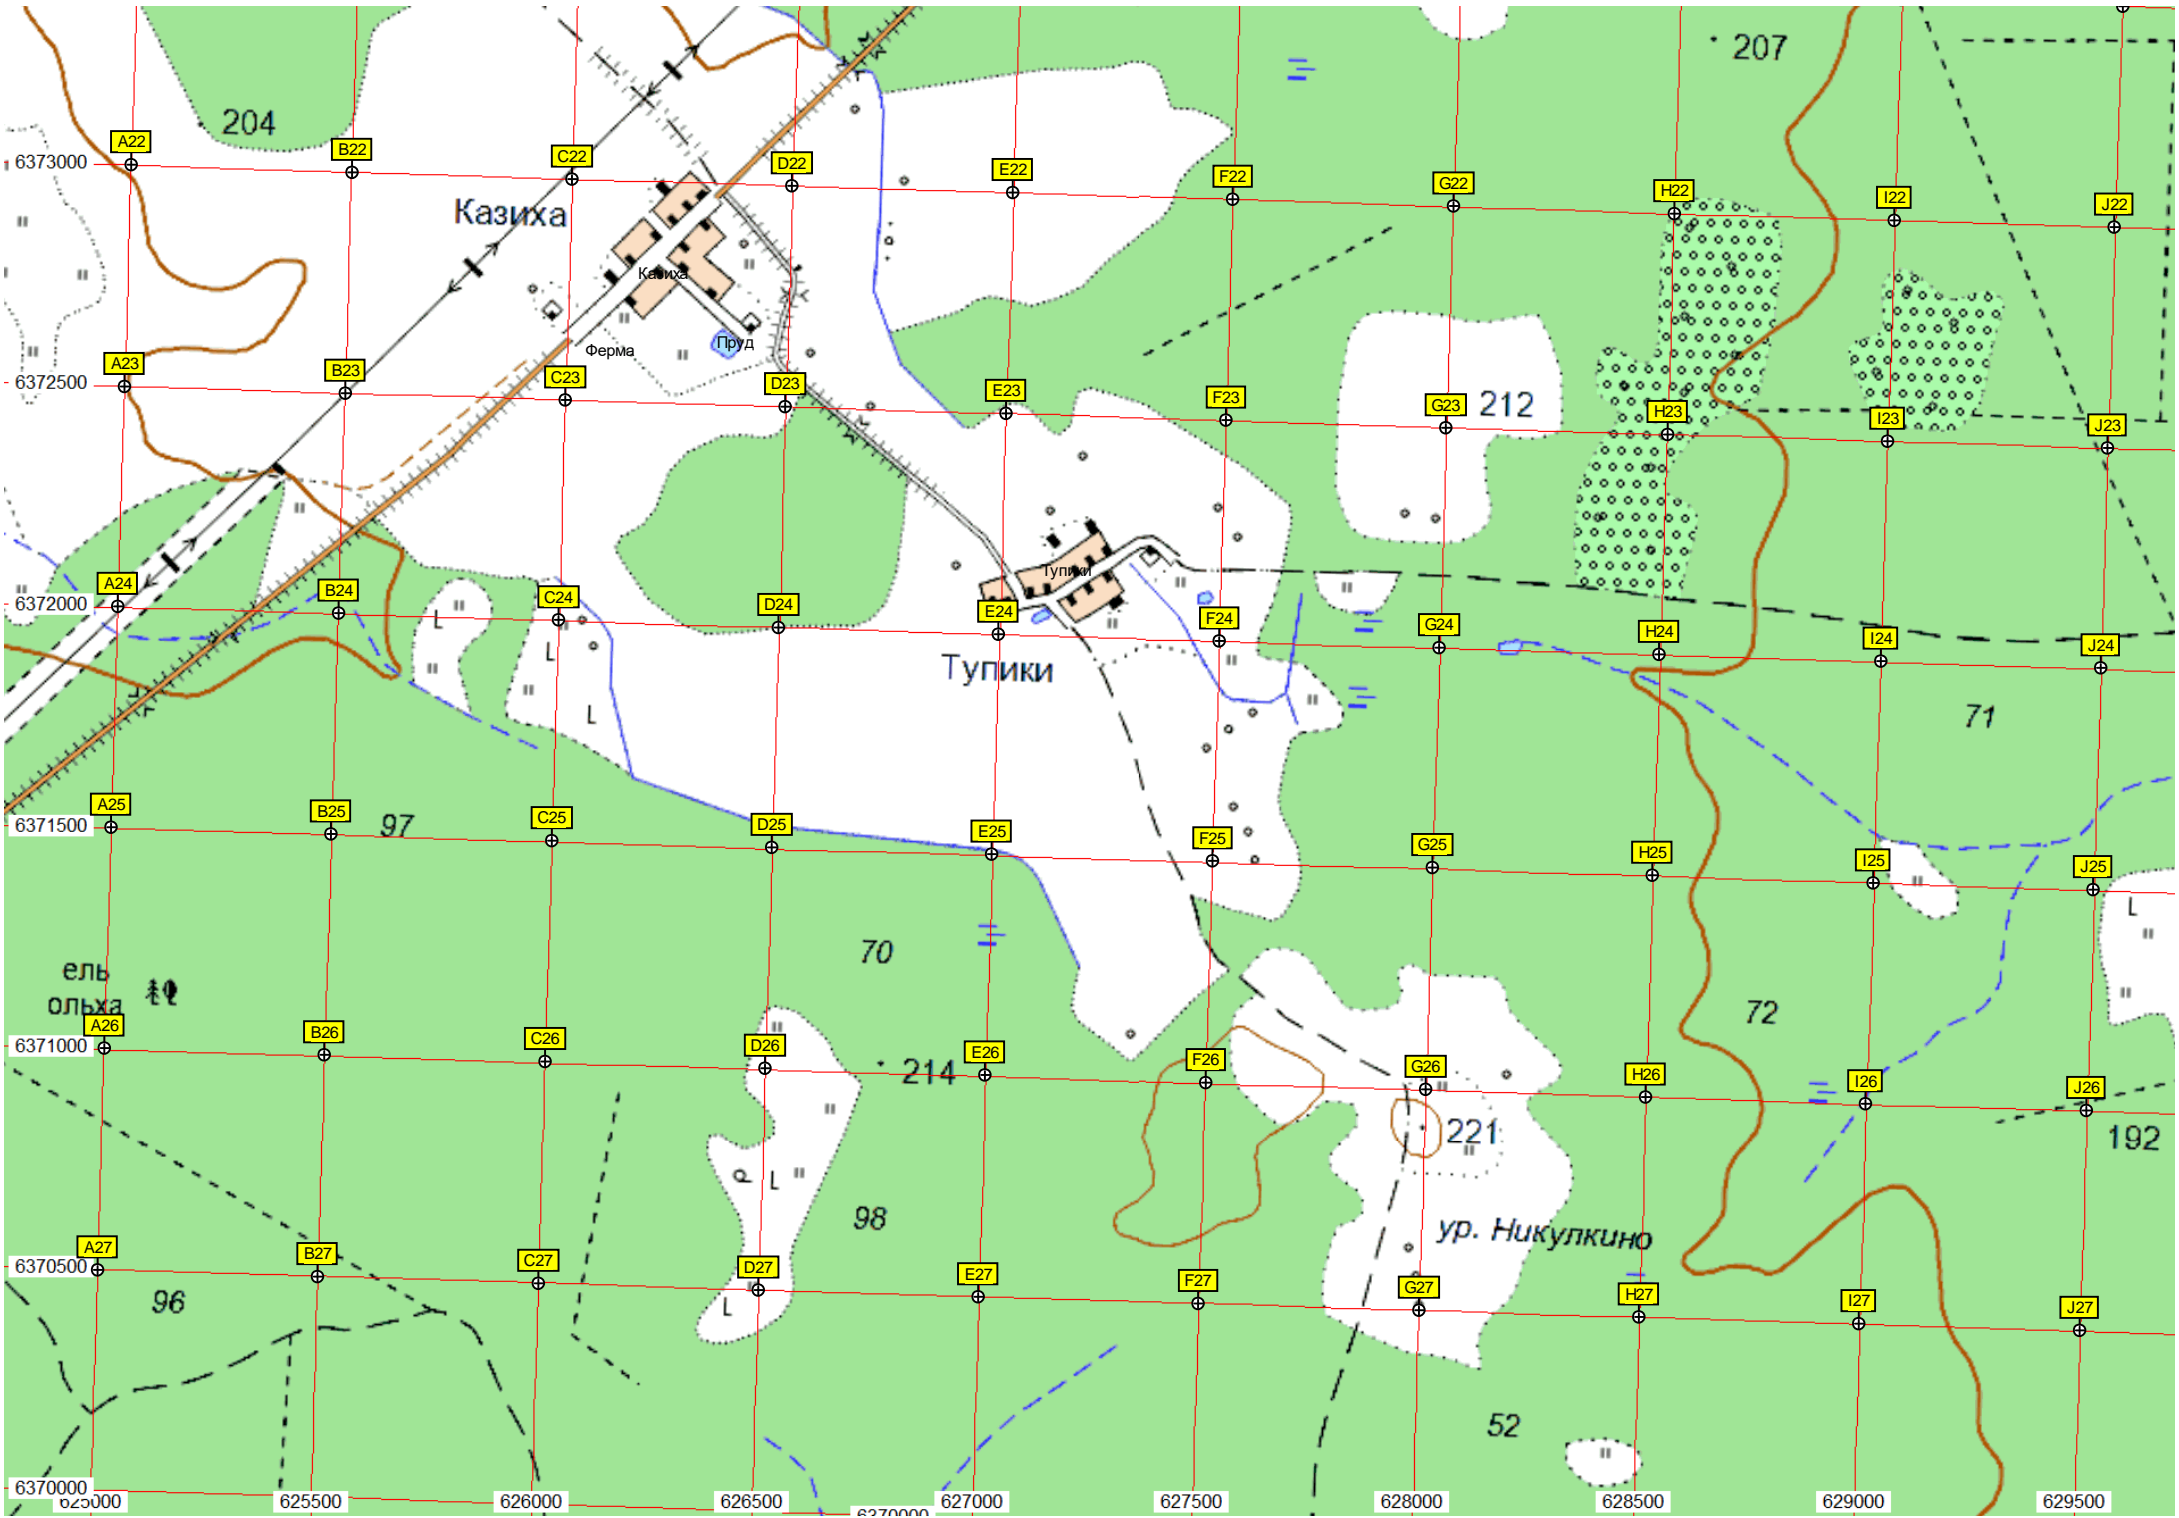 207
204
A22
B22
C22
D22
E22
F22
G22
H22
I22
J22
6373000
Казиха
Казиха
Пруд
Ферма
A23
B23
C23
D23
E23
F23
G23
212
H23
I23
J23
6372500
Тупики
A24
B24
C24
D24
E24
F24
G24
H24
I24
J24
6372000
L
L
Тупики
L
71
A25
B25
C25
D25
E25
F25
G25
H25
I25
J25
6371500
97
L
70
ель
ольха
72
A26
B26
C26
D26
E26
F26
G26
H26
I26
J26
6371000
214
221
192
L
98
ур. Никулкино
A27
B27
C27
D27
E27
F27
G27
H27
I27
J27
6370500
96
L
52
6370000
625000
625500
626000
626500
627000
627500
628000
628500
629000
629500
6370000